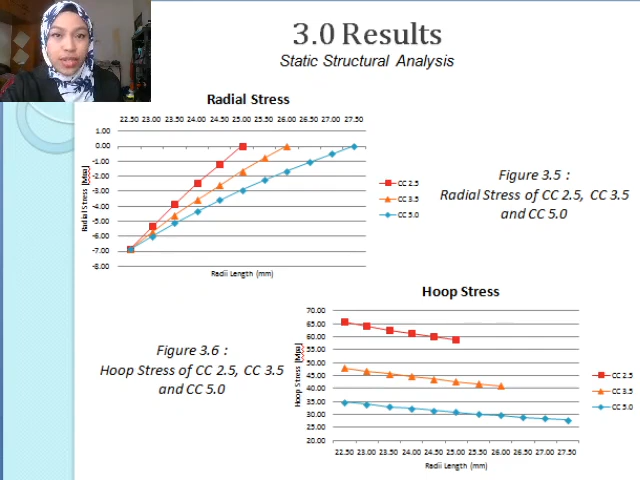 3.0 Results
Static Structural Analysis
Radial Stress
22.50 23.00 23.50 24.00 24.50 25.00 25.50 26.00 26.50 27.00 27.50
1.00
0.00
-1.00
-2.00
-3.00
-4.00
-5.00
-6.00
-7.00
-8.00
Radial Stress [Mpa]
Radii Length (mm)
CC 2.5
CC 3.5
CC 5.0
Figure 3.5 :
Radial Stress of CC 2.5, CC 3.5
and CC 5.0
Hoop Stress
70.00
65.00
60.00
55.00
50.00
45.00
40.00
35.00
30.00
25.00
20.00
Hoop Stress [Mpa]
22.50 23.00 23.50 24.00 24.50 25.00 25.50 26.00 26.50 27.00 27.50
Radii Length (mm)
CC 2.5
CC 3.5
CC 5.0
Figure 3.6 :
Hoop Stress of CC 2.5, CC 3.5
and CC 5.0